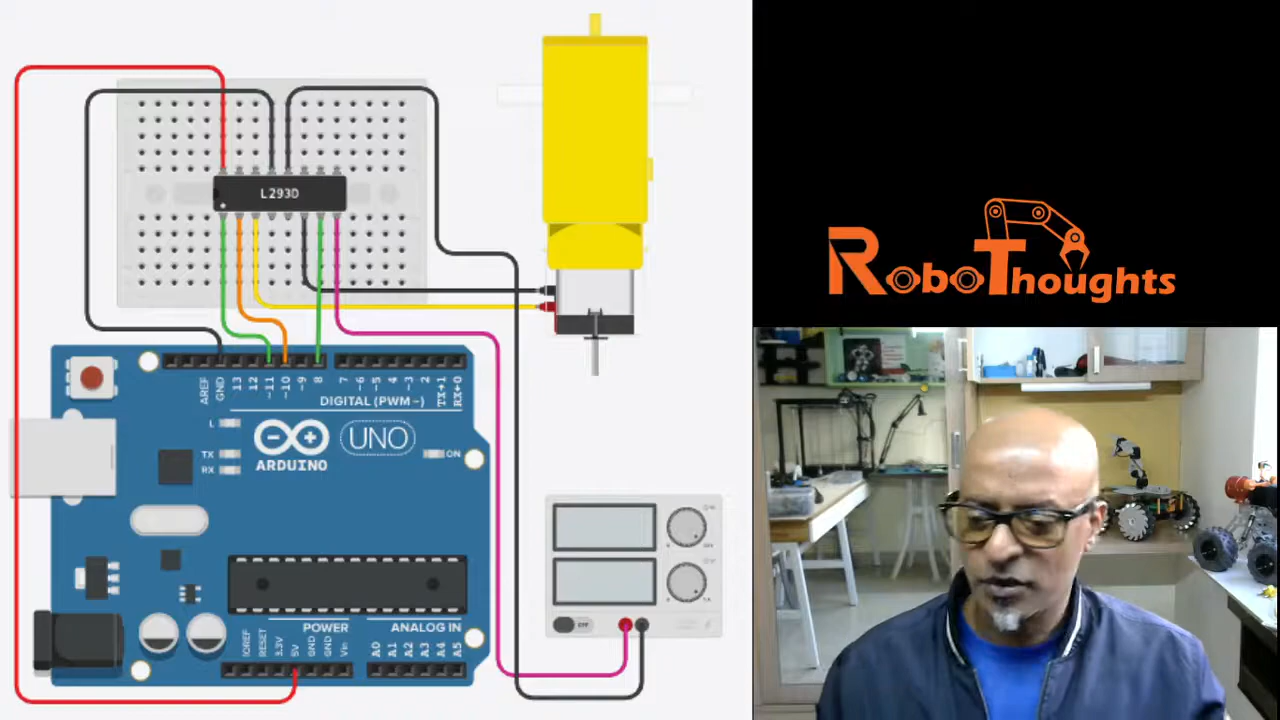 L293D
RoboThoughts
AREF
GND
13
12
~11
~10
~9
8
7
~6
~5
4
~3
2
TX→1
RX←0
DIGITAL (PWM~)
L
TX
RX
ARDUINO
UNO
ON
POWER
ANALOG IN
IOREF
RESET
3.3V
5V
GND
GND
Vin
A0
A1
A2
A3
A4
A5
OFF